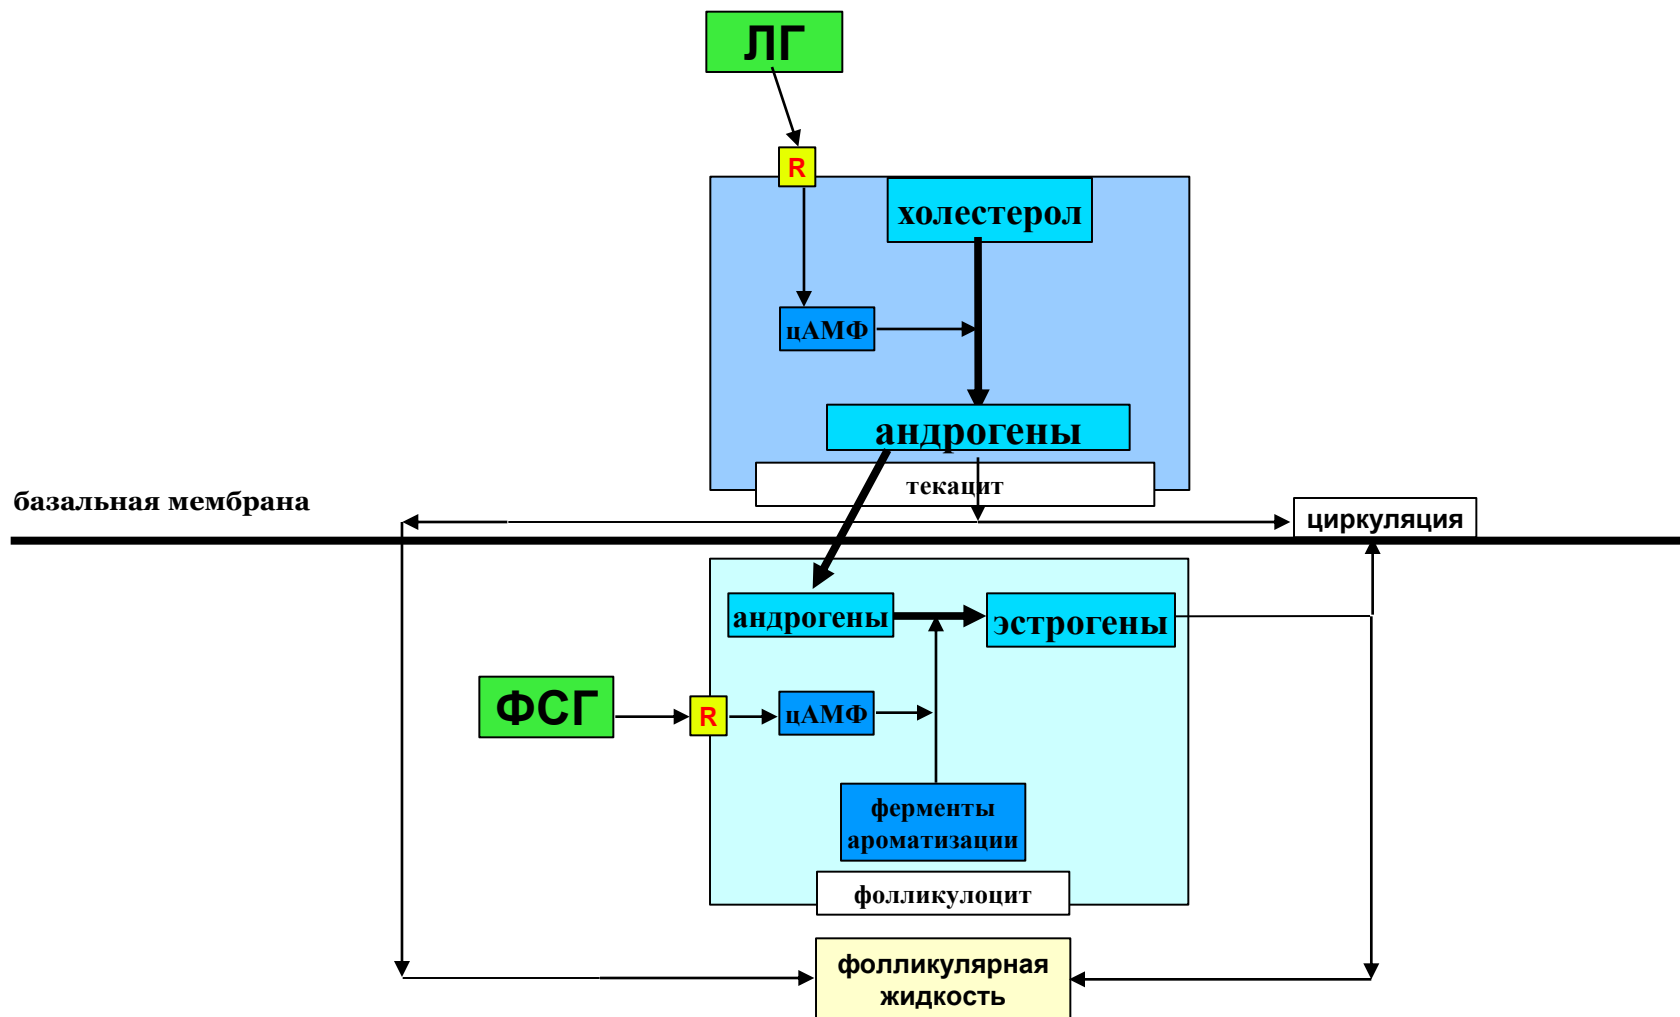 ЛГ
R
холестерол
цАМФ
андрогены
текацит
базальная мембрана
циркуляция
андрогены
эстрогены
ФСГ
R
цАМФ
ферменты
ароматизации
фолликулоцит
фолликулярная
жидкость